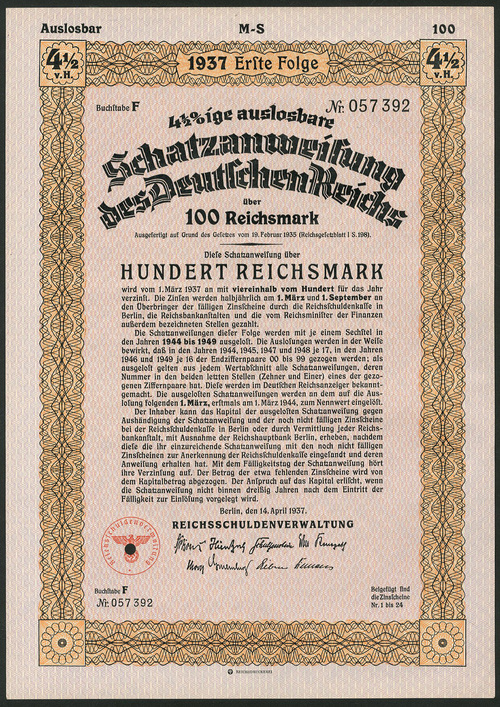 Auslosbar M-S 100
4½ v.H. 1937 Erste Folge 4½ v.H.
Buchstabe F Nr. 057392
4½%ige auslosbare
Schatzanweisung
des Deutschen Reichs
über
100 Reichsmark
Ausgefertigt auf Grund des Gesetzes vom 19. Februar 1935 (Reichsgesetzblatt I S. 198).
Diese Schatzanweisung über
HUNDERT REICHSMARK
wird vom 1. März 1937 an mit viereinhalb vom Hundert für das Jahr
verzinst. Die Zinsen werden halbjährlich am 1. März und 1. September an
den Überbringer der fälligen Zinsscheine durch die Reichsschuldenkasse in
Berlin, die Reichsbankanstalten und die vom Reichsminister der Finanzen
außerdem bezeichneten Stellen gezahlt.
Die Schatzanweisungen dieser Folge werden mit je einem Sechstel in
den Jahren 1944 bis 1949 ausgelost. Die Auslosungen werden in der Weise
bewirkt, daß in den Jahren 1944, 1945, 1947 und 1948 je 17, in den Jahren
1946 und 1949 je 16 der Endziffernpaare 00 bis 99 gezogen werden; als
ausgelost gelten aus jedem Wertabschnitt alle Schatzanweisungen, deren
Nummer in den beiden letzten Stellen (Zehner und Einer) eines der gezo-
genen Ziffernpaare hat. Diese werden im Deutschen Reichsanzeiger bekannt-
gemacht. Die ausgelosten Schatzanweisungen werden an dem auf die Auslo-
sung folgenden 1. März, erstmals am 1. März 1944, zum Nennwert eingelöst.
Der Inhaber kann das Kapital der ausgelosten Schatzanweisung gegen
Aushändigung der Schatzanweisung und der noch nicht fälligen Zinsscheine
bei der Reichsschuldenkasse in Berlin oder durch Vermittlung jeder Reichs-
bankanstalt, mit Ausnahme der Reichshauptbank Berlin, erheben, nachdem
diese die ihr einzureichende Schatzanweisung mit den noch nicht fälligen
Zinsscheinen zur Anerkennung der Reichsschuldenkasse eingesandt und deren
Anweisung erhalten hat. Mit dem Fälligkeitstag der Schatzanweisung hört
ihre Verzinsung auf. Der Betrag der etwa fehlenden Zinsscheine wird von
dem Kapitalbetrag abgezogen. Der Anspruch auf das Kapital erlischt, wenn
die Schatzanweisung nicht binnen dreißig Jahren nach dem Eintritt der
Fälligkeit zur Einlösung vorgelegt wird.
Berlin, den 14. April 1937.
REICHSSCHULDENVERWALTUNG
Reichsschuldenverwaltung
Buchstabe F
Nr. 057392
Beigefügt sind
die Zinsscheine
Nr. 1 bis 24
REICHSDRUCKEREI